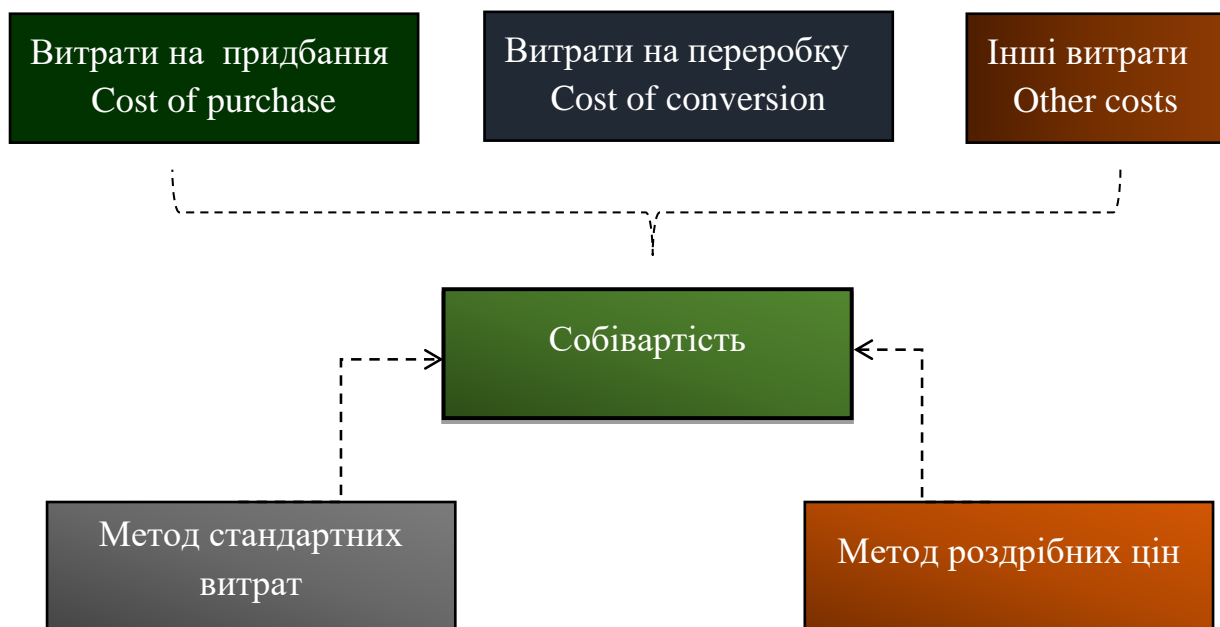 Витрати на придбання
Cost of purchase
Витрати на переробку
Cost of conversion
Інші витрати
Other costs
Собівартість
Метод стандартних
витрат
Метод роздрібних цін